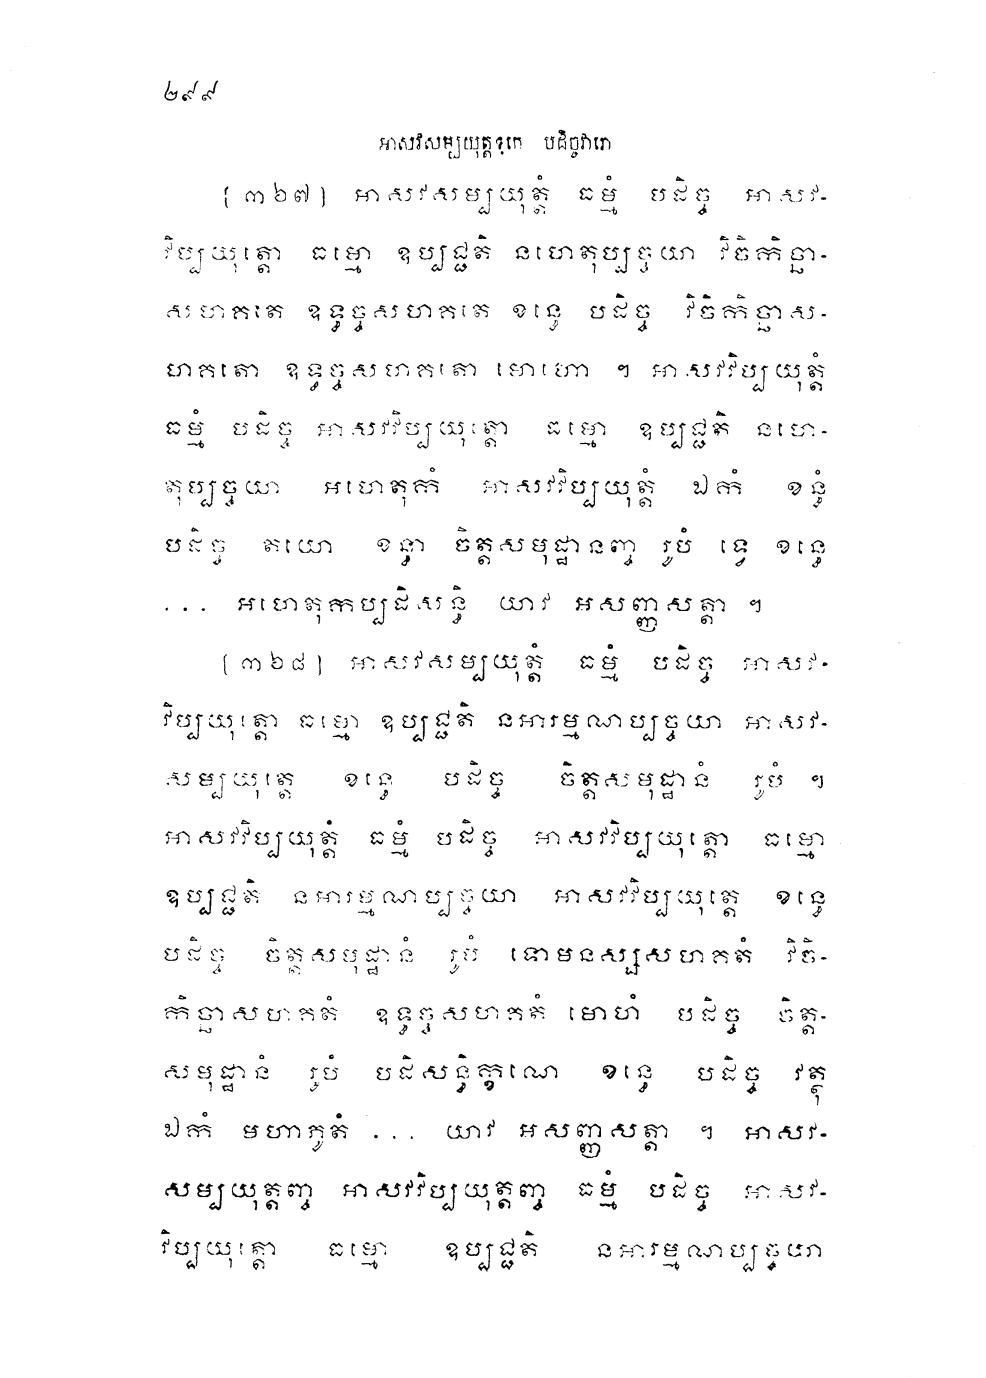 ២៩៩
អាសវសម្បយុត្តទុកេ បដិច្ចវារោ
[៣៦៧] អាសវសម្បយុត្តំ ធម្មំ បដិច្ច អាសវ-
វិប្បយុត្តោ ធម្មោ ឧប្បជ្ជតិ នហេតុប្បច្ចយា វិចិកិច្ឆា-
សហគតេ ឧទ្ធច្ចសហគតេ ខន្ធេ បដិច្ច វិចិកិច្ឆាស-
ហគតោ ឧទ្ធច្ចសហគតោ មោហោ ។ អាសវវិប្បយុត្តំ
ធម្មំ បដិច្ច អាសវវិប្បយុត្តោ ធម្មោ ឧប្បជ្ជតិ នហេ-
តុប្បច្ចយា អហេតុកំ អាសវវិប្បយុត្តំ ឯកំ ខន្ធំ
បដិច្ច តយោ ខន្ធា ចិត្តសមុដ្ឋានញ្ច រូបំ ទ្វេ ខន្ធេ
... អហេតុកប្បដិសន្ធិ យាវ អសញ្ញសត្តា ។
[៣៦៨] អាសវសម្បយុត្តំ ធម្មំ បដិច្ច អាសវ-
វិប្បយុត្តោ ធម្មោ ឧប្បជ្ជតិ នអារម្មណប្បច្ចយា អាសវ-
សម្បយុត្តេ ខន្ធេ បដិច្ច ចិត្តសមុដ្ឋានំ រូបំ ។
អាសវវិប្បយុត្តំ ធម្មំ បដិច្ច អាសវវិប្បយុត្តោ ធម្មោ
ឧប្បជ្ជតិ នអារម្មណប្បច្ចយា អាសវវិប្បយុត្តេ ខន្ធេ
បដិច្ច ចិត្តសមុដ្ឋានំ រូបំ ទោមនស្សសហគតំ វិចិ-
កិច្ឆាសហគតំ ឧទ្ធច្ចសហគតំ មោហំ បដិច្ច ចិត្ត-
សមុដ្ឋានំ រូបំ បដិសន្ធិក្ខណេ ខន្ធេ បដិច្ច វត្ថុ
ឯកំ មហាភូតំ ... យាវ អសញ្ញសត្តា ។ អាសវ-
សម្បយុត្តញ្ច អាសវវិប្បយុត្តញ្ច ធម្មំ បដិច្ច អាសវ-
វិប្បយុត្តោ ធម្មោ ឧប្បជ្ជតិ នអារម្មណប្បច្ចយា